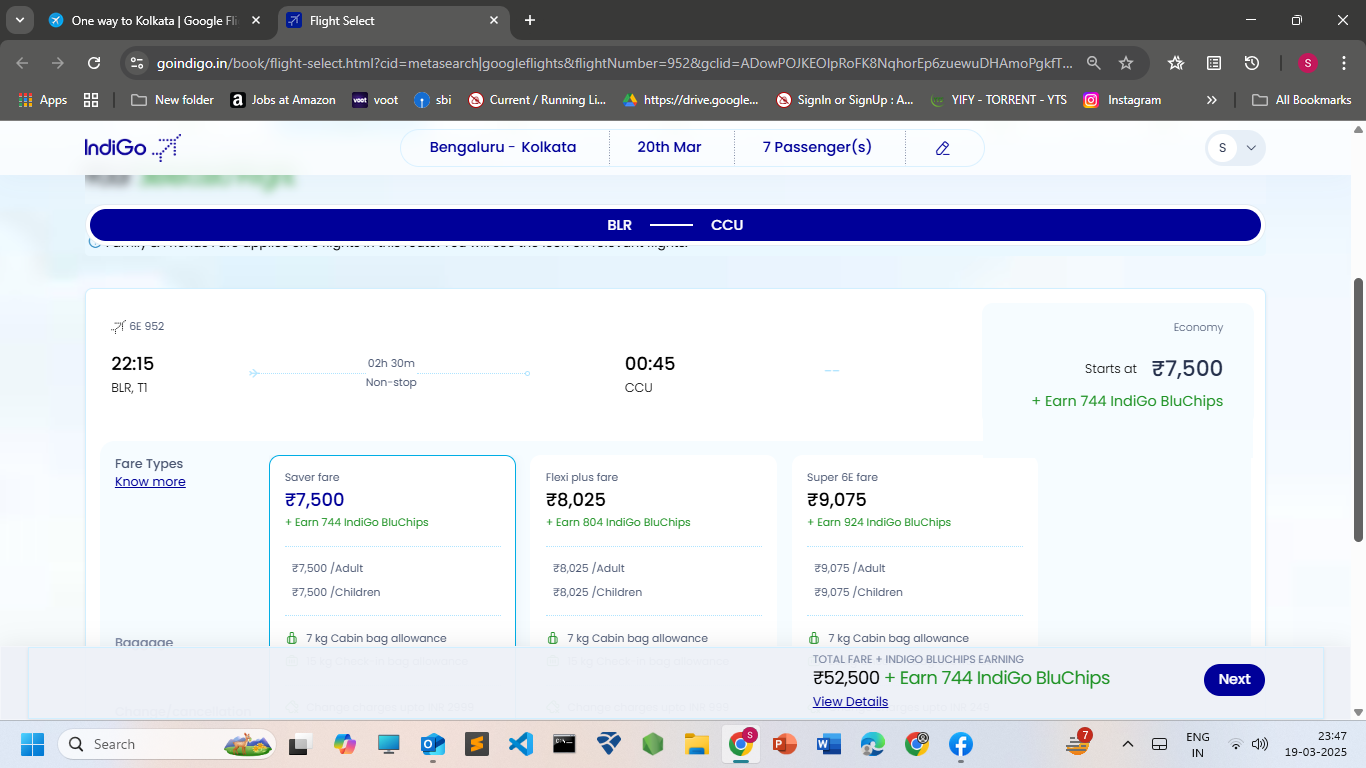 One way to Kolkata | Google Fli
Flight Select
goindigo.in/book/flight-select.html?cid=metasearch|googleflights&flightNumber=952&gclid=ADowPOJKEOIpRoFK8NqhorEp6zuewuDHAmoPgkfT...
S
Apps
New folder
a Jobs at Amazon
voot voot
sbi
Current / Running Li...
https://drive.google...
SignIn or SignUp : A...
YIFY - TORRENT - YTS
Instagram
»
All Bookmarks
IndiGo
Bengaluru - Kolkata
20th Mar
7 Passenger(s)
S
Your Selected Flight
BLR CCU
6E 952
Economy
22:15
02h 30m
00:45
Starts at ₹7,500
BLR, T1
Non-stop
CCU
+ Earn 744 IndiGo BluChips
Fare Types
Know more
Saver fare
₹7,500
+ Earn 744 IndiGo BluChips
₹7,500 /Adult
₹7,500 /Children
7 kg Cabin bag allowance
Flexi plus fare
₹8,025
+ Earn 804 IndiGo BluChips
₹8,025 /Adult
₹8,025 /Children
7 kg Cabin bag allowance
Super 6E fare
₹9,075
+ Earn 924 IndiGo BluChips
₹9,075 /Adult
₹9,075 /Children
7 kg Cabin bag allowance
Baggage
TOTAL FARE + INDIGO BLUCHIPS EARNING
₹52,500 + Earn 744 IndiGo BluChips
View Details
Next
Search
7
ENG
IN
23:47
19-03-2025